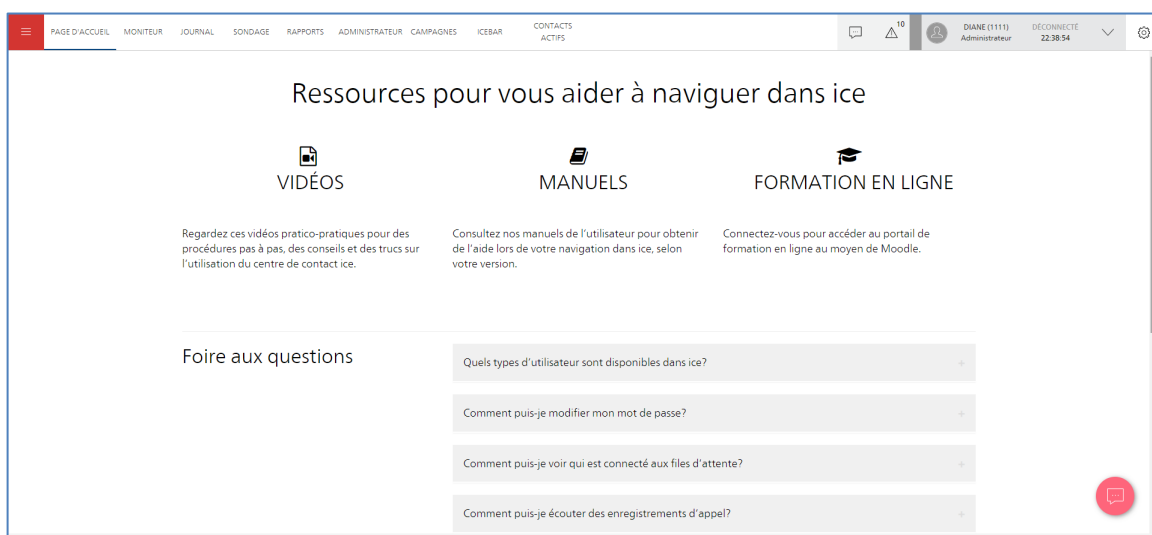 PAGE D'ACCUEIL MONITEUR JOURNAL SONDAGE RAPPORTS ADMINISTRATEUR CAMPAGNES ICEBAR CONTACTS ACTIFS 10 DIANE (1111) Administrateur DÉCONNECTÉ 22:38:54
Ressources pour vous aider à naviguer dans ice
VIDÉOS
Regardez ces vidéos pratico-pratiques pour des
procédures pas à pas, des conseils et des trucs sur
l'utilisation du centre de contact ice.
MANUELS
Consultez nos manuels de l'utilisateur pour obtenir
de l'aide lors de votre navigation dans ice, selon
votre version.
FORMATION EN LIGNE
Connectez-vous pour accéder au portail de
formation en ligne au moyen de Moodle.
Foire aux questions
Quels types d'utilisateur sont disponibles dans ice? +
Comment puis-je modifier mon mot de passe? +
Comment puis-je voir qui est connecté aux files d'attente? +
Comment puis-je écouter des enregistrements d'appel? +